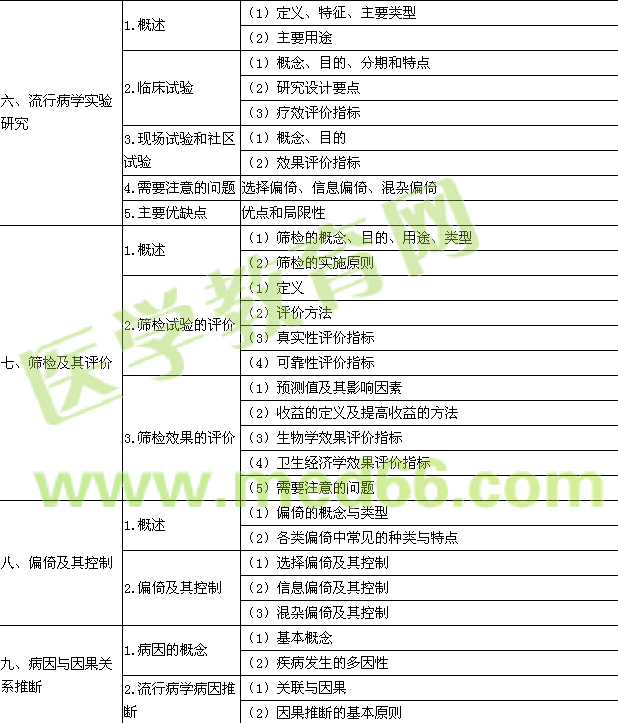 六、流行病学实验
研究
1.概述
(1)定义、特征、主要类型
(2)主要用途
2.临床试验
(1)概念、目的、分期和特点
(2)研究设计要点
(3)疗效评价指标
3.现场试验和社区
试验
(1)概念、目的
(2)效果评价指标
4.需要注意的问题
选择偏倚、信息偏倚、混杂偏倚
5.主要优缺点
优点和局限性
七、筛检及其评价
1.概述
(1)筛检的概念、目的、用途、类型
(2)筛检的实施原则
2.筛检试验的评价
(1)定义
(2)评价方法
(3)真实性评价指标
(4)可靠性评价指标
3.筛检效果的评价
(1)预测值及其影响因素
(2)收益的定义及提高收益的方法
(3)生物学效果评价指标
(4)卫生经济学效果评价指标
(5)需要注意的问题
八、偏倚及其控制
1.概述
(1)偏倚的概念与类型
(2)各类偏倚中常见的种类与特点
2.偏倚及其控制
(1)选择偏倚及其控制
(2)信息偏倚及其控制
(3)混杂偏倚及其控制
九、病因与因果关
系推断
1.病因的概念
(1)基本概念
(2)疾病发生的多因性
2.流行病学病因推
断
(1)关联与因果
(2)因果推断的基本原则
医学教育网
www.med66.com